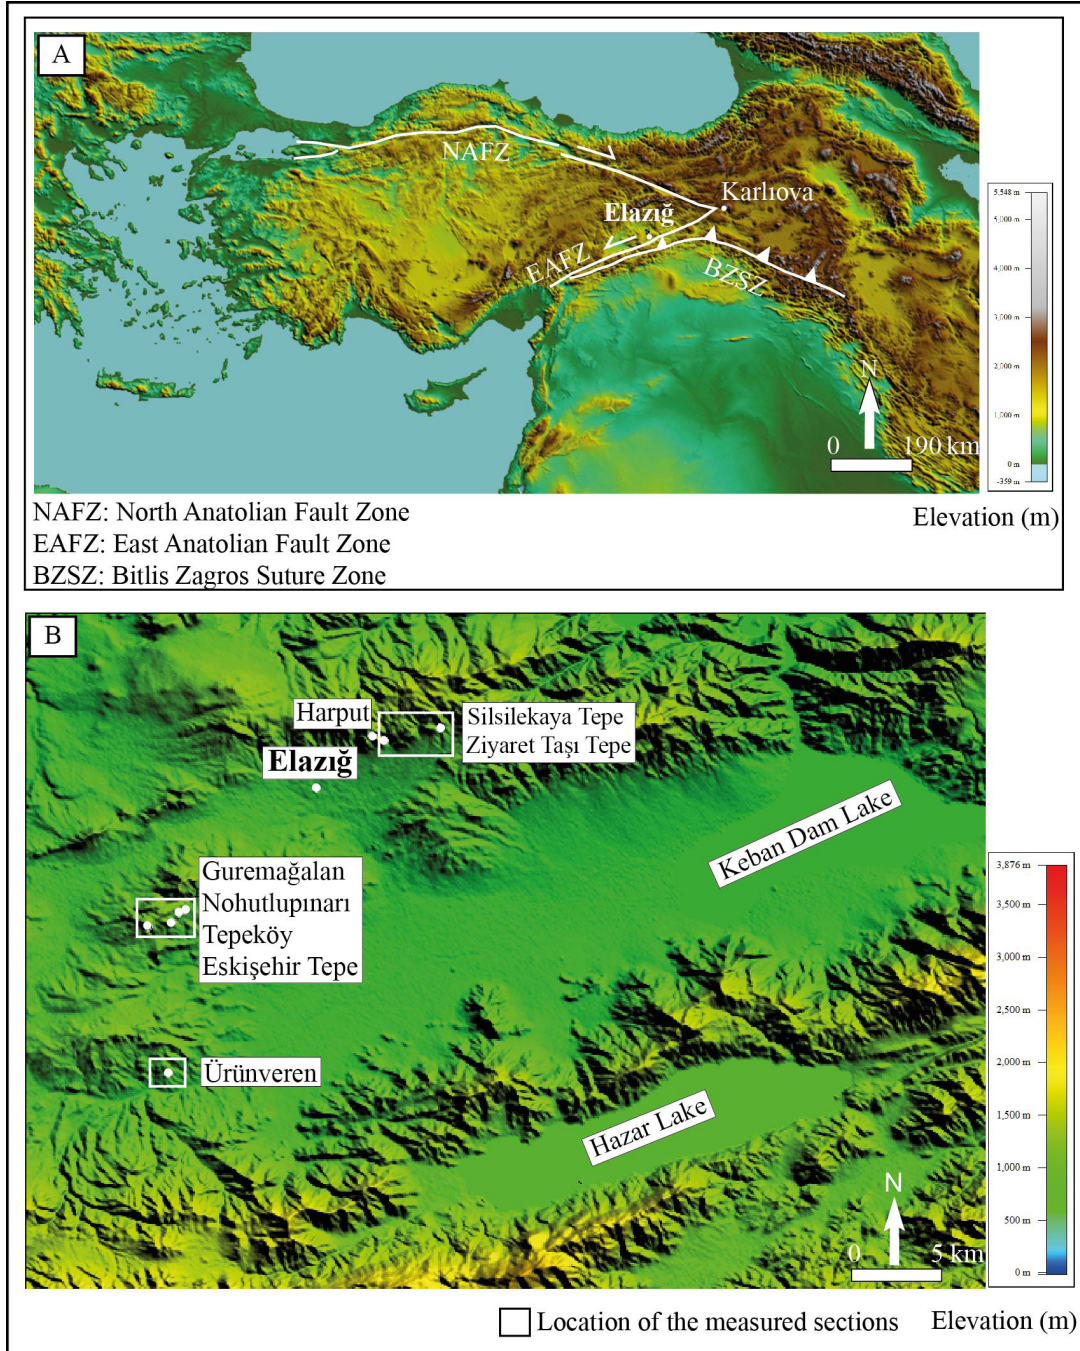 A
NAFZ
Karlıova
Elazığ
EAFZ
BZSZ
N
0 190 km
5,548 m
5,000 m
4,000 m
3,000 m
2,000 m
1,000 m
0 m
-359 m
NAFZ: North Anatolian Fault Zone
Elevation (m)
EAFZ: East Anatolian Fault Zone
BZSZ: Bitlis Zagros Suture Zone
B
Harput
Silsilekaya Tepe
Ziyaret Taşı Tepe
Elazığ
Keban Dam Lake
Guremağalan
Nohutlupınarı
Tepeköy
Eskişehir Tepe
Ürünveren
Hazar Lake
N
0 5 km
3,876 m
3,500 m
3,000 m
2,500 m
2,000 m
1,500 m
1,000 m
500 m
0 m
Location of the measured sections
Elevation (m)